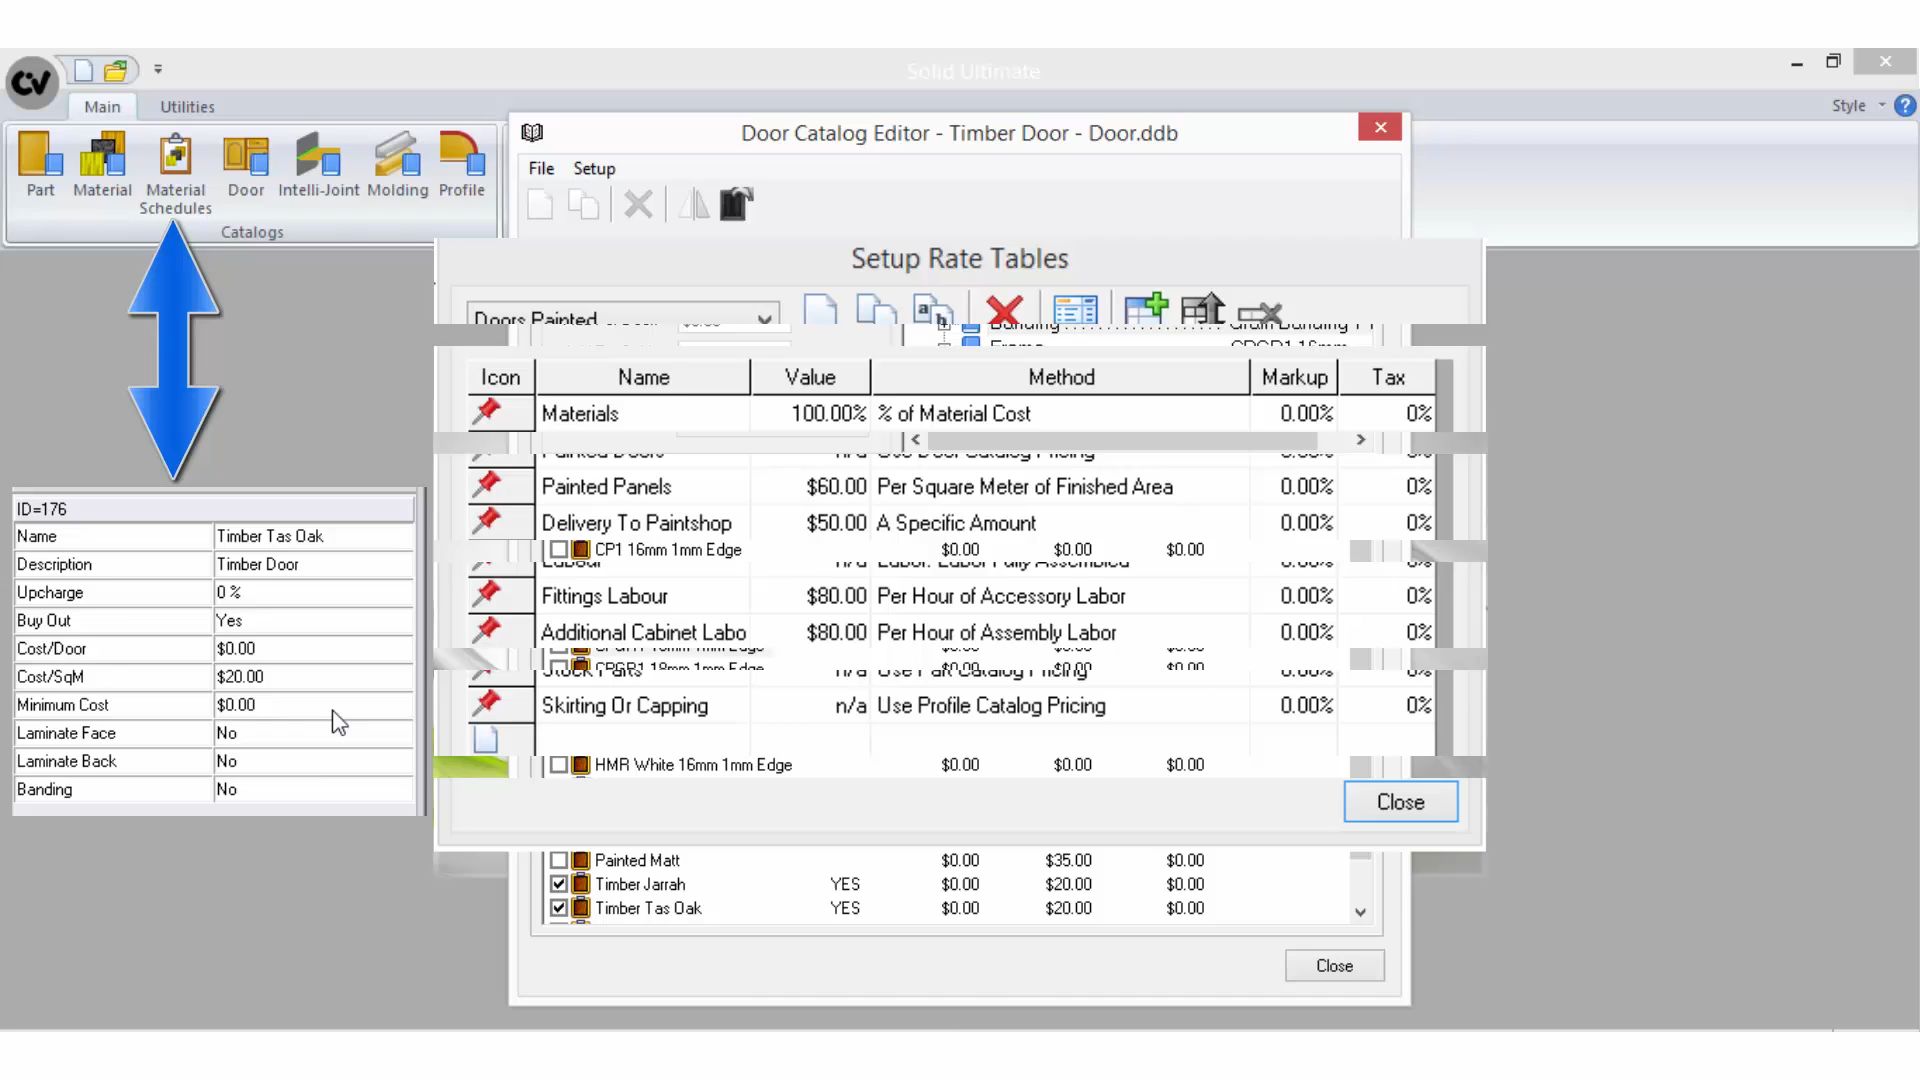 Solid Ultimate
Main Utilities
Style
Part Material Material Schedules Door Intelli-Joint Molding Profile
Catalogs
Door Catalog Editor - Timber Door - Door.ddb
File Setup
Setup Rate Tables
Doors Painted
Icon Name Value Method Markup Tax
Materials 100.00% % of Material Cost 0.00% 0%
Painted Panels $60.00 Per Square Meter of Finished Area 0.00% 0%
Delivery To Paintshop $50.00 A Specific Amount 0.00% 0%
CP1 16mm 1mm Edge $0.00 $0.00 $0.00
Fittings Labour $80.00 Per Hour of Accessory Labor 0.00% 0%
Additional Cabinet Labo $80.00 Per Hour of Assembly Labor 0.00% 0%
Skirting Or Capping n/a Use Profile Catalog Pricing 0.00% 0%
HMR White 16mm 1mm Edge $0.00 $0.00 $0.00
Close
Painted Matt $0.00 $35.00 $0.00
Timber Jarrah YES $0.00 $20.00 $0.00
Timber Tas Oak YES $0.00 $20.00 $0.00
Close
ID=176
Name Timber Tas Oak
Description Timber Door
Upcharge 0 %
Buy Out Yes
Cost/Door $0.00
Cost/SqM $20.00
Minimum Cost $0.00
Laminate Face No
Laminate Back No
Banding No